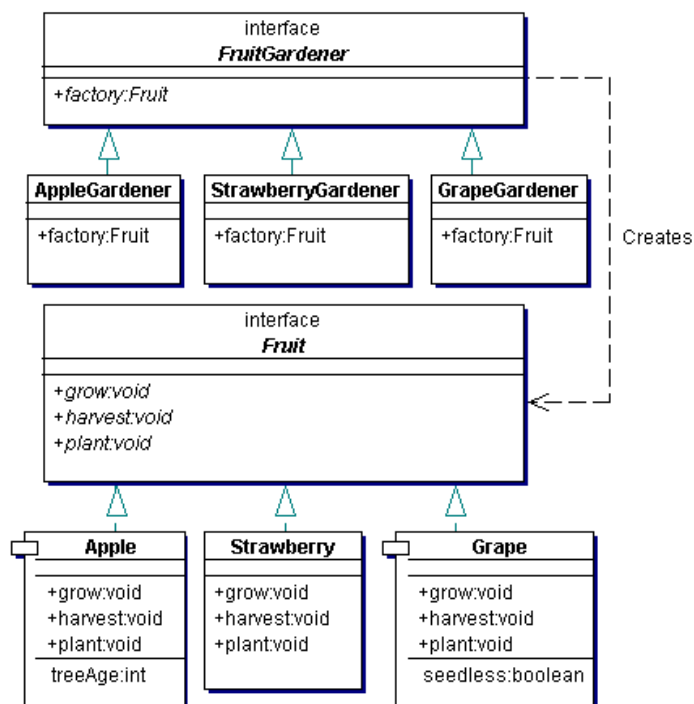 interface
FruitGardener
+factory:Fruit
AppleGardener
+factory:Fruit
StrawberryGardener
+factory:Fruit
GrapeGardener
+factory:Fruit
Creates
interface
Fruit
+grow:void
+harvest:void
+plant:void
Apple
+grow:void
+harvest:void
+plant:void
treeAge:int
Strawberry
+grow:void
+harvest:void
+plant:void
Grape
+grow:void
+harvest:void
+plant:void
seedless:boolean